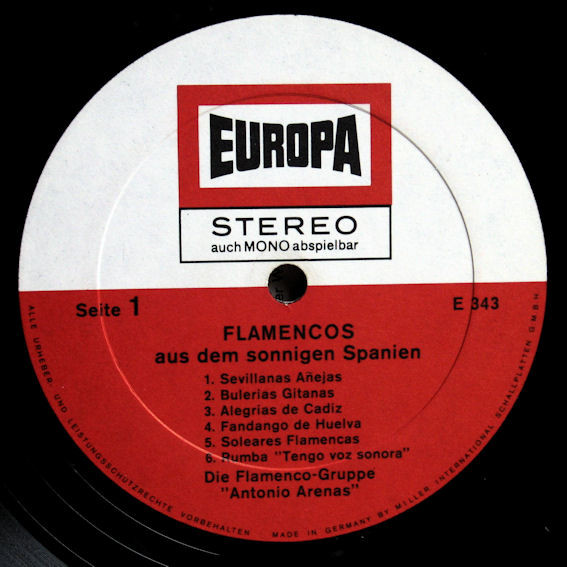 EUROPA
STEREO
auch MONO abspielbar
Seite 1
E 343
FLAMENCOS
aus dem sonnigen Spanien
1. Sevillanas Añejas
2. Bulerias Gitanas
3. Alegrias de Cadiz
4. Fandango de Huelva
5. Soleares Flamencas
6. Rumba "Tengo voz sonora"
Die Flamenco-Gruppe
"Antonio Arenas"
ALLE URHEBER- UND LEISTUNGSSCHUTZRECHTE VORBEHALTEN
MADE IN GERMANY BY MILLER INTERNATIONAL SCHALLPLATTEN G.M.B.H.